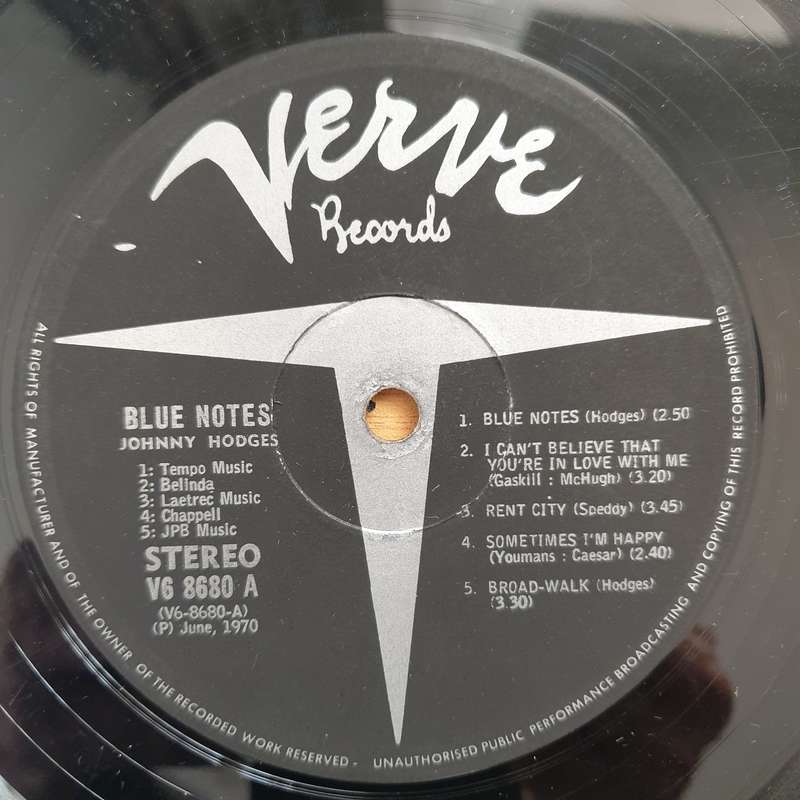 Verve
Records
BLUE NOTES
JOHNNY HODGES
1: Tempo Music
2: Belinda
3: Laetrec Music
4: Chappell
5: JPB Music
STEREO
V6 8680 A
(V6-8680-A)
(P) June, 1970
1. BLUE NOTES (Hodges) (2.50
2. I CAN'T BELIEVE THAT
YOU'RE IN LOVE WITH ME
(Gaskill : McHugh) (3.20)
3. RENT CITY (Speddy) (3.45)
4. SOMETIMES I'M HAPPY
(Youmans : Caesar) (2.40)
5. BROAD-WALK (Hodges)
(3.30)
ALL RIGHTS OF MANUFACTURER AND OF THE OWNER OF THE RECORDED WORK RESERVED - UNAUTHORISED PUBLIC PERFORMANCE BROADCASTING AND COPYING OF THIS RECORD PROHIBITED